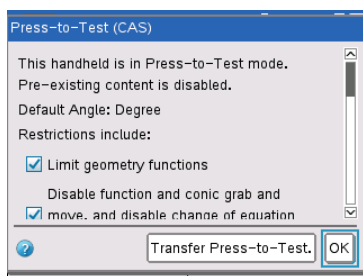 Press-to-Test (CAS)
This handheld is in Press-to-Test mode.
Pre-existing content is disabled.
Default Angle: Degree
Restrictions include:
Limit geometry functions
Disable function and conic grab and
move, and disable change of equation
Transfer Press-to-Test.
OK